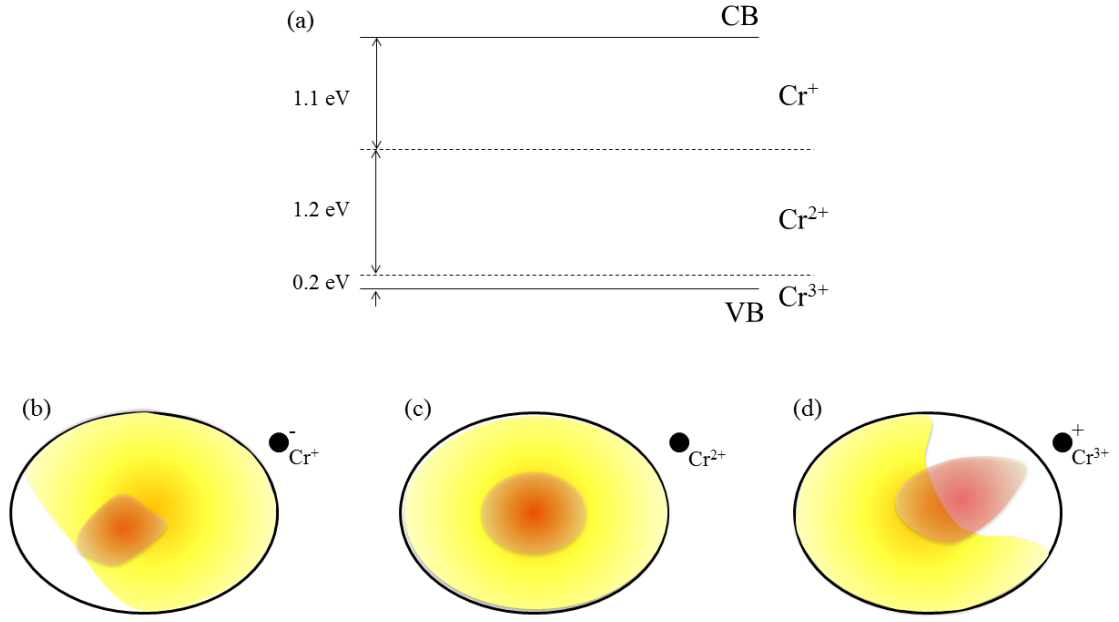 (a)
CB
1.1 eV
Cr⁺
1.2 eV
Cr²⁺
0.2 eV
Cr³⁺
VB
(b)
-
Cr⁺
(c)
Cr²⁺
(d)
+
Cr³⁺